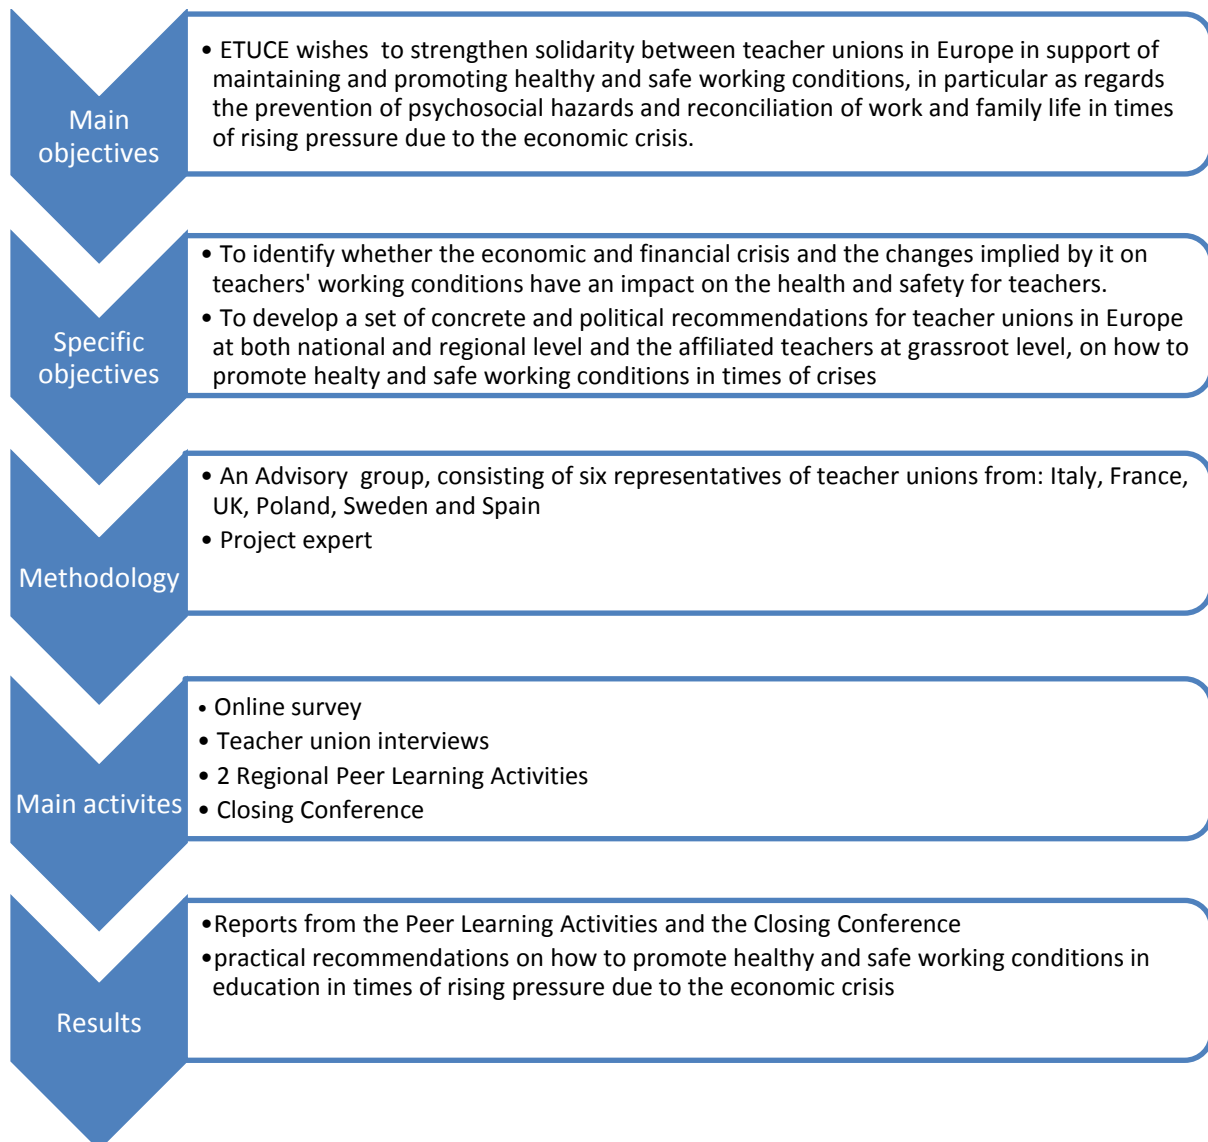 Main
objectives
• ETUCE wishes  to strengthen solidarity between teacher unions in Europe in support of
maintaining and promoting healthy and safe working conditions, in particular as regards
the prevention of psychosocial hazards and reconciliation of work and family life in times
of rising pressure due to the economic crisis.
Specific
objectives
• To identify whether the economic and financial crisis and the changes implied by it on
teachers' working conditions have an impact on the health and safety for teachers.
• To develop a set of concrete and political recommendations for teacher unions in Europe
at both national and regional level and the affiliated teachers at grassroot level, on how to
promote healty and safe working conditions in times of crises
Methodology
• An Advisory  group, consisting of six representatives of teacher unions from: Italy, France,
UK, Poland, Sweden and Spain
• Project expert
Main activites
• Online survey
• Teacher union interviews
• 2 Regional Peer Learning Activities
• Closing Conference
Results
•Reports from the Peer Learning Activities and the Closing Conference
•practical recommendations on how to promote healthy and safe working conditions in
education in times of rising pressure due to the economic crisis